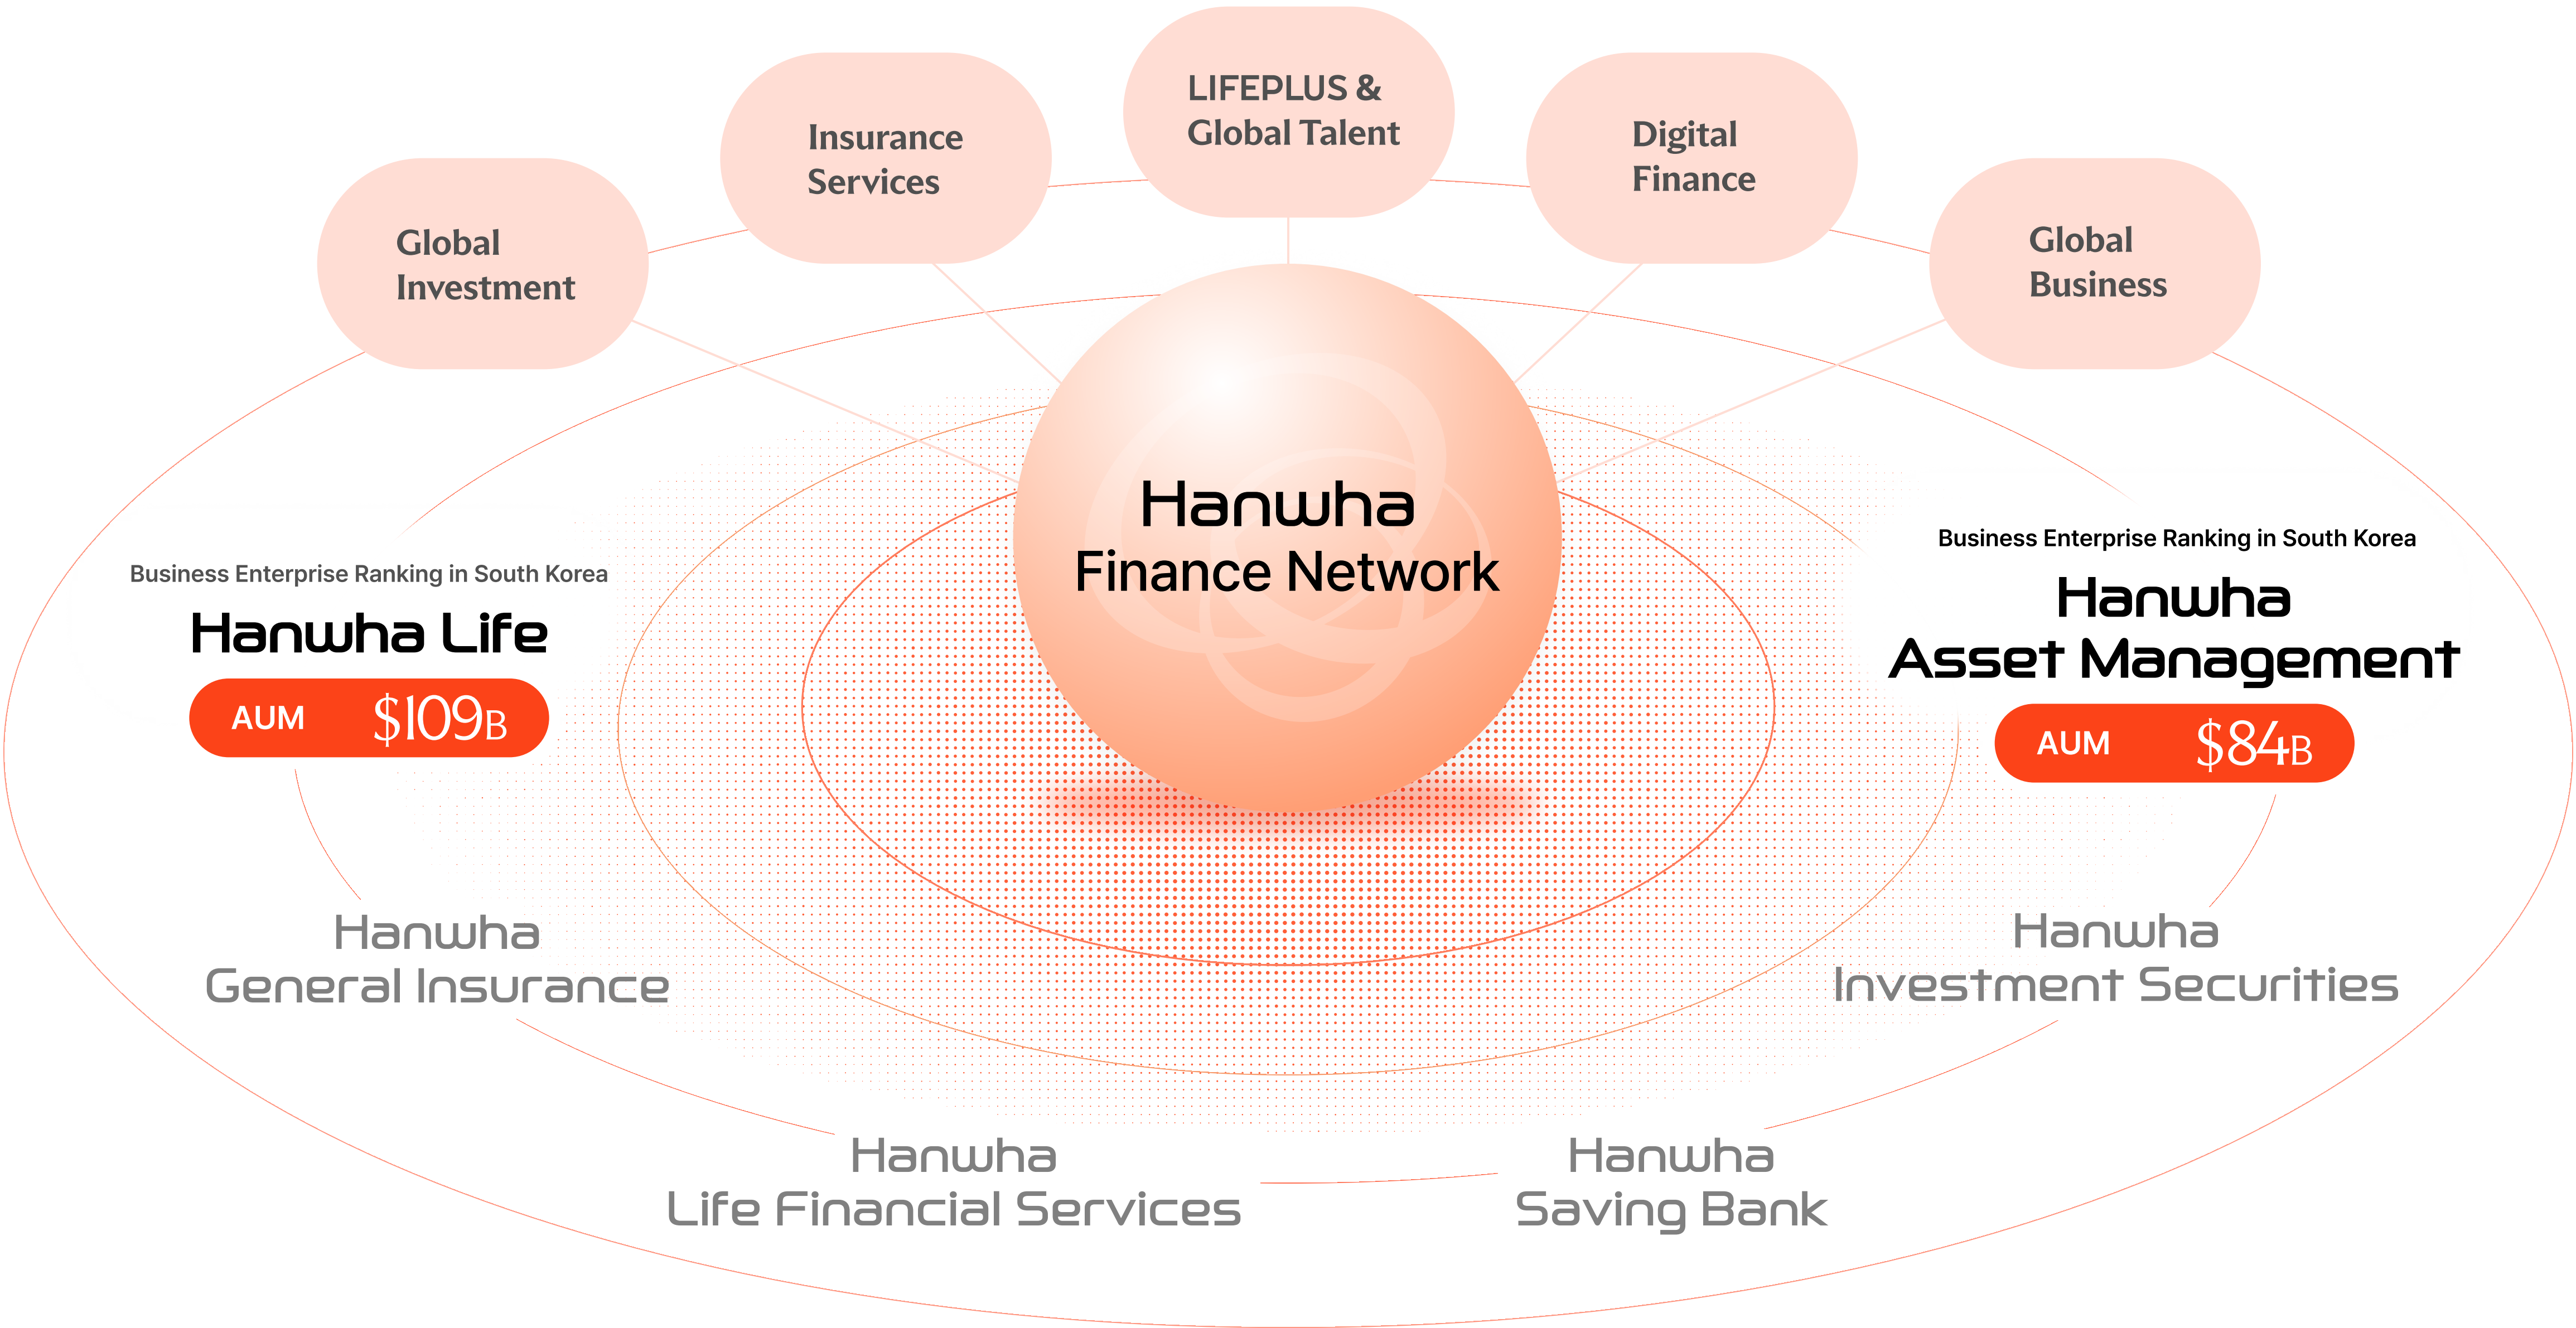 LIFEPLUS &
Global Talent
Insurance
Services
Digital
Finance
Global
Investment
Global
Business
Hanwha
Finance Network
Business Enterprise Ranking in South Korea
Hanwha Life
AUM $109B
Business Enterprise Ranking in South Korea
Hanwha
Asset Management
AUM $84B
Hanwha
General Insurance
Hanwha
Investment Securities
Hanwha
Life Financial Services
Hanwha
Saving Bank